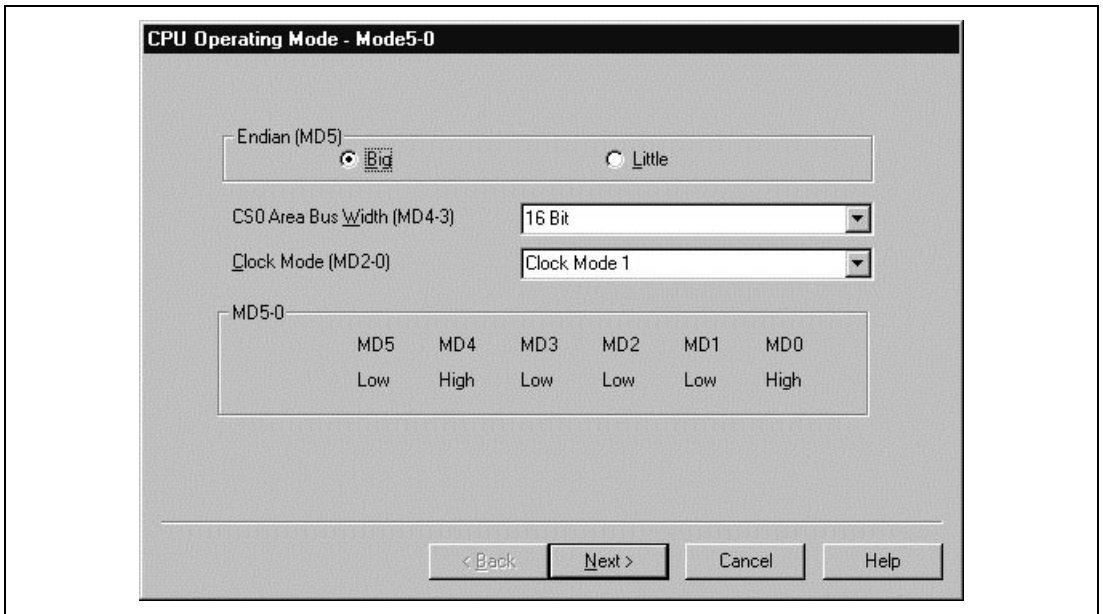 CPU Operating Mode - Mode5-0
Endian (MD5)
Big Little
CS0 Area Bus Width (MD4-3) 16 Bit
Clock Mode (MD2-0) Clock Mode 1
MD5-0
MD5 MD4 MD3 MD2 MD1 MD0
Low High Low Low Low High
< Back Next > Cancel Help